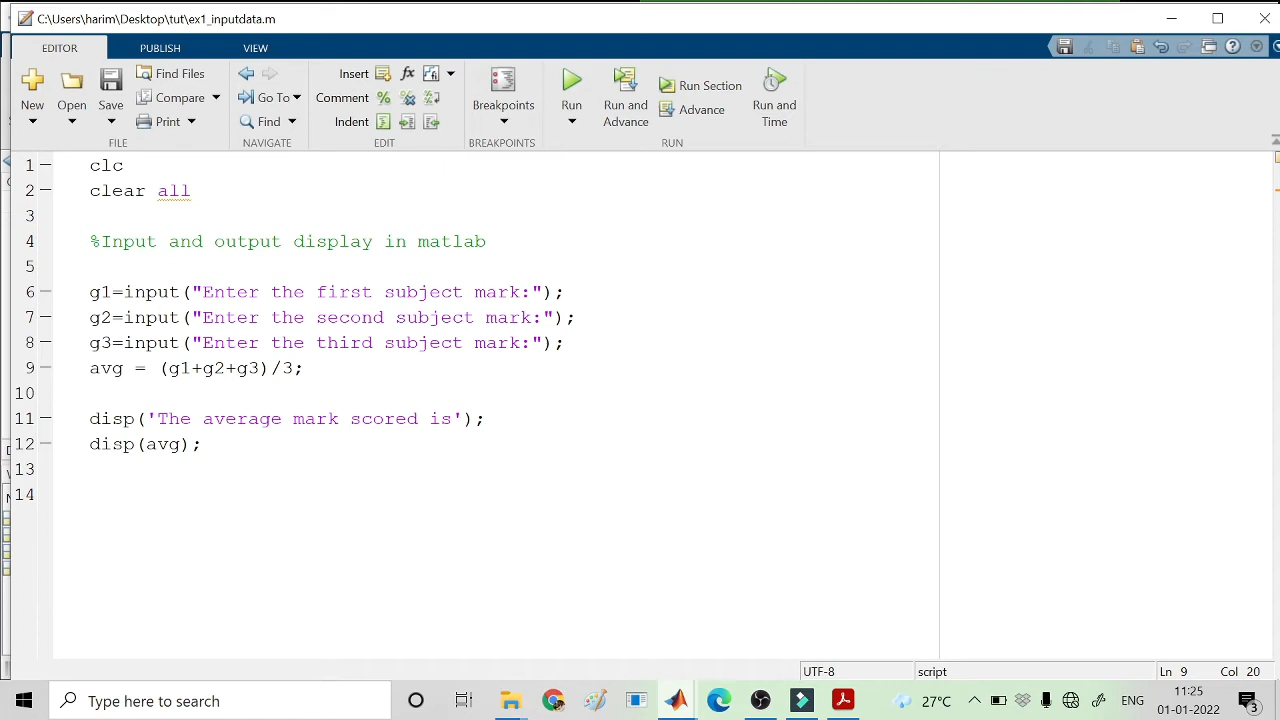 C:\Users\harim\Desktop\tut\ex1_inputdata.m
EDITOR PUBLISH VIEW
New Open Save Find Files Compare Print
FILE
Go To Find
NAVIGATE
Insert fx
Comment
Indent
EDIT
Breakpoints
BREAKPOINTS
Run Run and Advance Run Section Advance Run and Time
RUN
1 clc
2 clear all
3
4 %Input and output display in matlab
5
6 g1=input("Enter the first subject mark:");
7 g2=input("Enter the second subject mark:");
8 g3=input("Enter the third subject mark:");
9 avg = (g1+g2+g3)/3;
10
11 disp('The average mark scored is');
12 disp(avg);
13
14
UTF-8 script Ln 9 Col 20
Type here to search 27°C ENG 11:25
01-01-2022 3